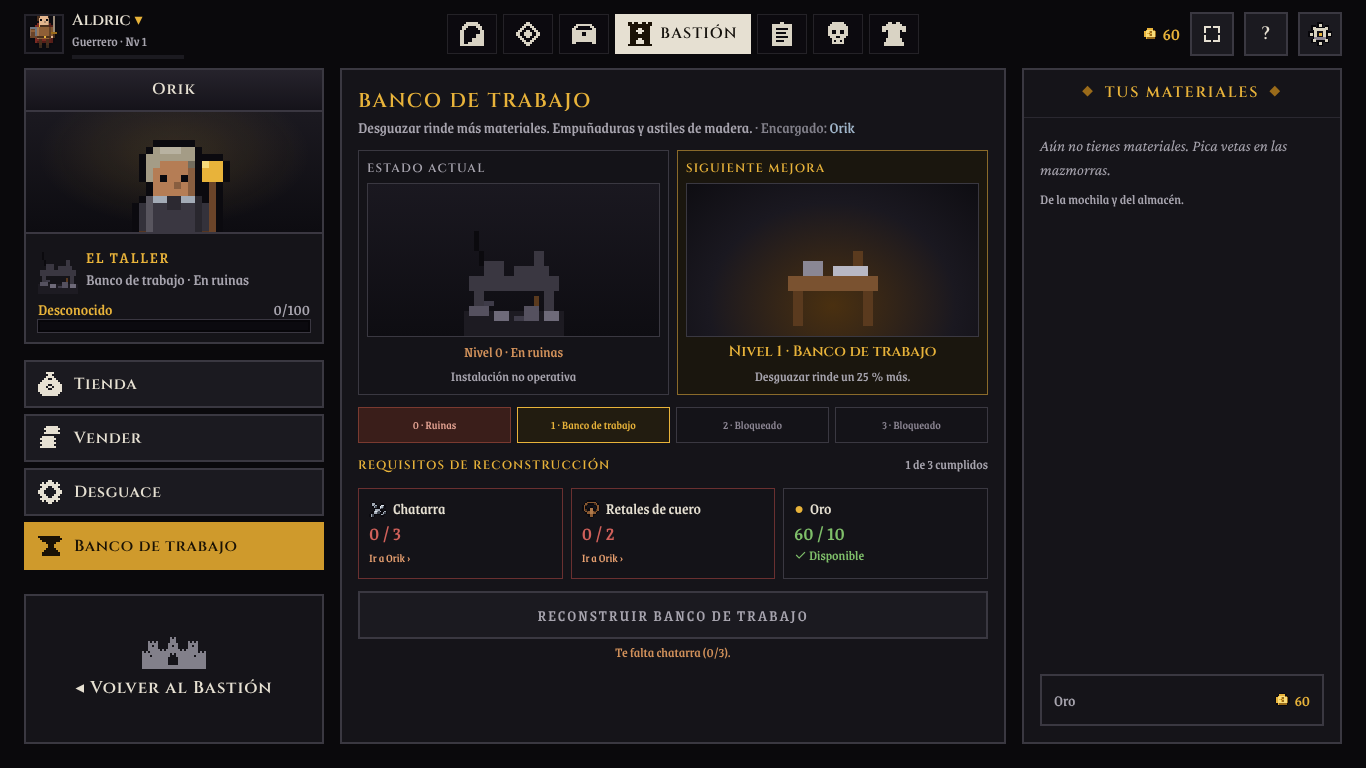 Aldric ▾
Guerrero · Nv 1
Bastión
60
?
Orik
El Taller
Banco de trabajo · En ruinas
Desconocido 0/100
Tienda
Vender
Desguace
Banco de trabajo
◂ Volver al Bastión
BANCO DE TRABAJO
Desguazar rinde más materiales. Empuñaduras y astiles de madera. · Encargado: Orik
ESTADO ACTUAL
Nivel 0 · En ruinas
Instalación no operativa
SIGUIENTE MEJORA
Nivel 1 · Banco de trabajo
Desguazar rinde un 25 % más.
0 · Ruinas
1 · Banco de trabajo
2 · Bloqueado
3 · Bloqueado
REQUISITOS DE RECONSTRUCCIÓN
1 de 3 cumplidos
Chatarra
0 / 3
Ir a Orik ›
Retales de cuero
0 / 2
Ir a Orik ›
Oro
60 / 10
✓ Disponible
RECONSTRUIR BANCO DE TRABAJO
Te falta chatarra (0/3).
◆ TUS MATERIALES ◆
Aún no tienes materiales. Pica vetas en las
mazmorras.
De la mochila y del almacén.
Oro 60